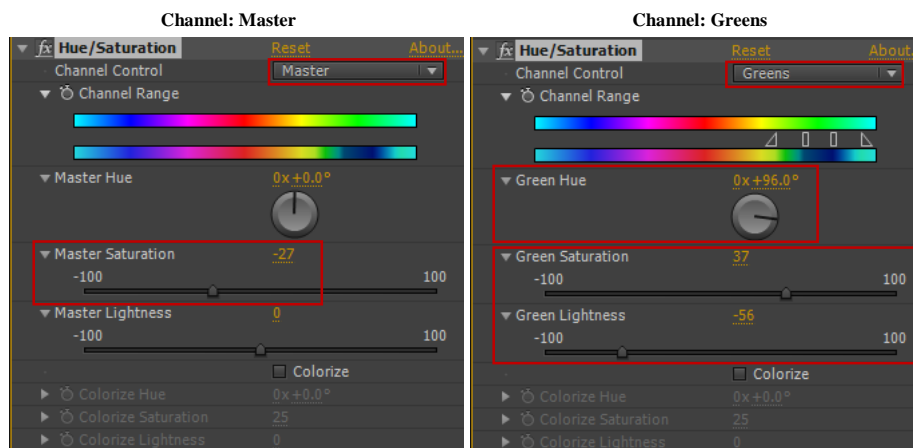 Channel: Master
fx Hue/Saturation Reset About...
Channel Control Master
Channel Range
Master Hue 0x+0.0°
Master Saturation -27
-100 100
Master Lightness 0
-100 100
Colorize
Colorize Hue 0x+0.0°
Colorize Saturation 25
Colorize Lightness 0
Channel: Greens
fx Hue/Saturation Reset About.
Channel Control Greens
Channel Range
Green Hue 0x+96.0°
Green Saturation 37
-100 100
Green Lightness -56
-100 100
Colorize
Colorize Hue 0x+0.0°
Colorize Saturation 25
Colorize Lightness 0